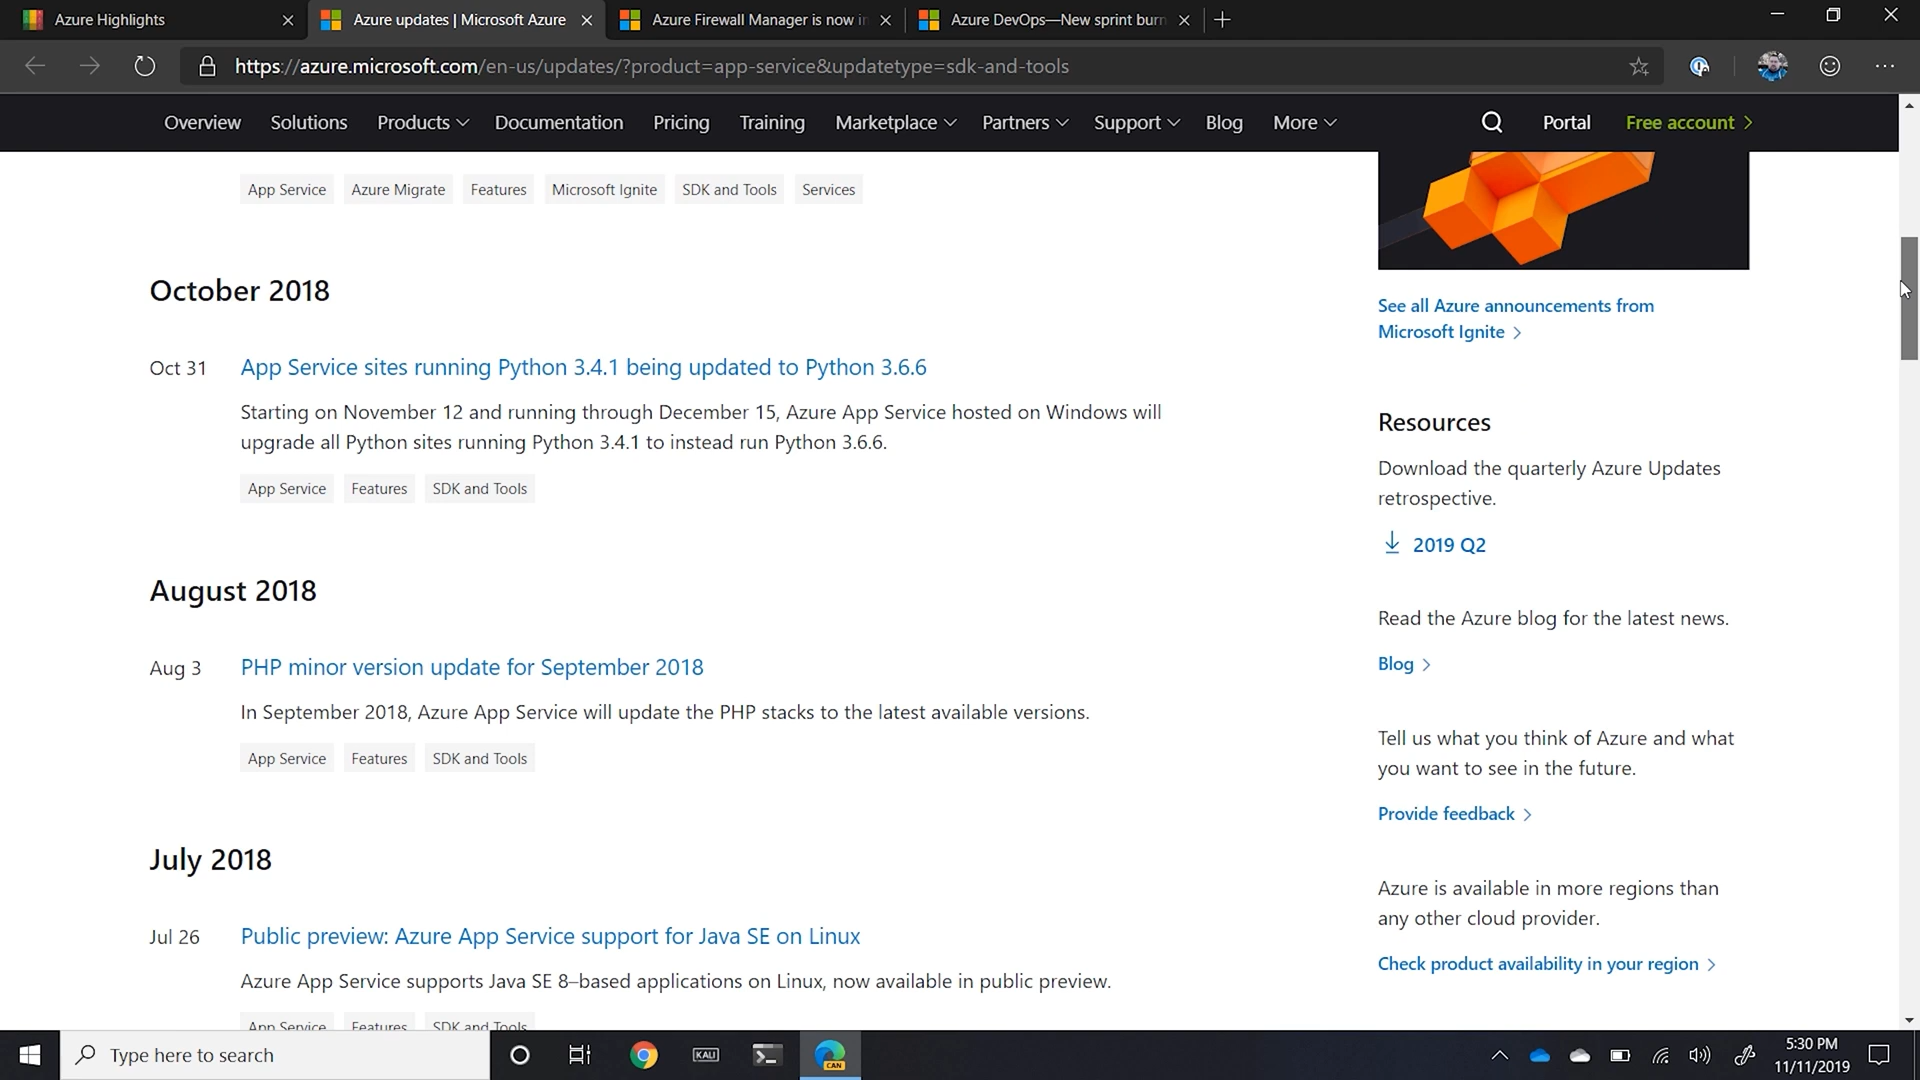 Azure Highlights
Azure updates | Microsoft Azure
Azure Firewall Manager is now in
Azure DevOps—New sprint burn
https://azure.microsoft.com/en-us/updates/?product=app-service&updatetype=sdk-and-tools
Overview Solutions Products Documentation Pricing Training Marketplace Partners Support Blog More Portal Free account
App Service Azure Migrate Features Microsoft Ignite SDK and Tools Services
October 2018
Oct 31 App Service sites running Python 3.4.1 being updated to Python 3.6.6
Starting on November 12 and running through December 15, Azure App Service hosted on Windows will
upgrade all Python sites running Python 3.4.1 to instead run Python 3.6.6.
App Service Features SDK and Tools
August 2018
Aug 3 PHP minor version update for September 2018
In September 2018, Azure App Service will update the PHP stacks to the latest available versions.
App Service Features SDK and Tools
July 2018
Jul 26 Public preview: Azure App Service support for Java SE on Linux
Azure App Service supports Java SE 8–based applications on Linux, now available in public preview.
App Service Features SDK and Tools
See all Azure announcements from
Microsoft Ignite
Resources
Download the quarterly Azure Updates
retrospective.
2019 Q2
Read the Azure blog for the latest news.
Blog
Tell us what you think of Azure and what
you want to see in the future.
Provide feedback
Azure is available in more regions than
any other cloud provider.
Check product availability in your region
Type here to search
KALI
CAN
5:30 PM
11/11/2019